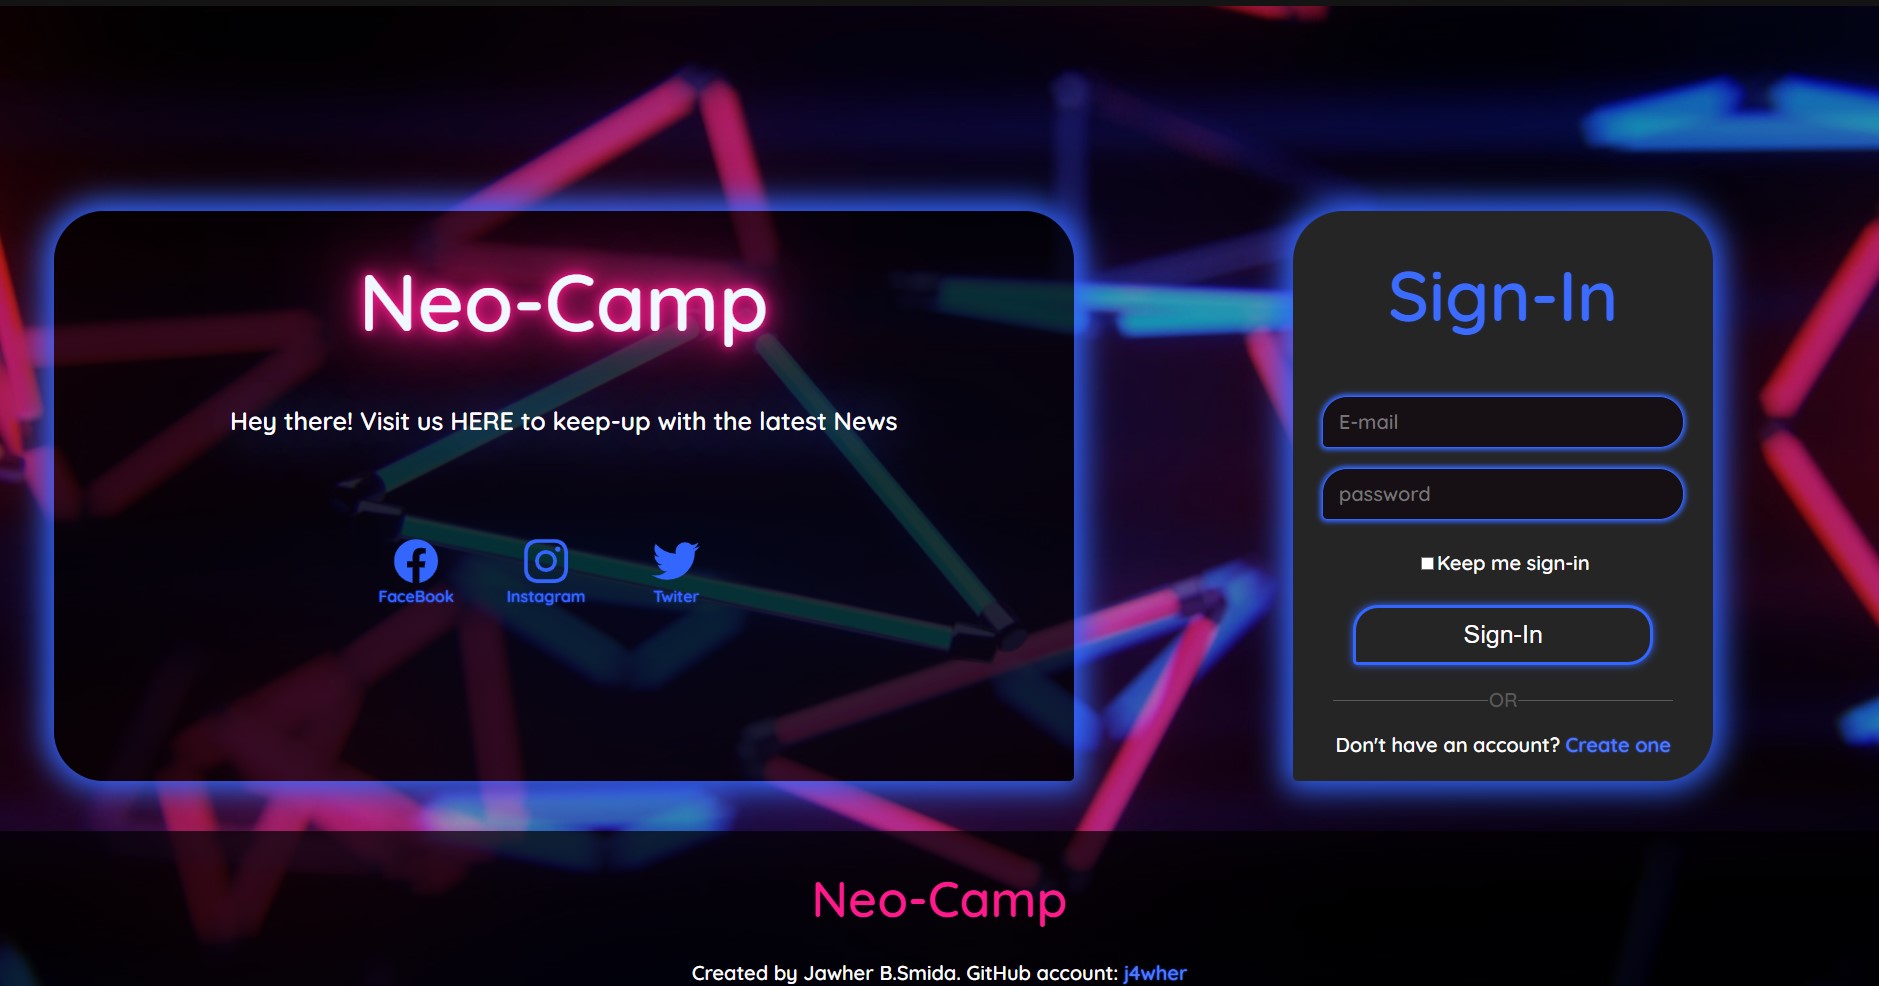 Neo-Camp
Hey there! Visit us HERE to keep-up with the latest News
FaceBook
Instagram
Twiter
Sign-In
E-mail
password
Keep me sign-in
Sign-In
OR
Don't have an account? Create one
Neo-Camp
Created by Jawher B.Smida. GitHub account: j4wher